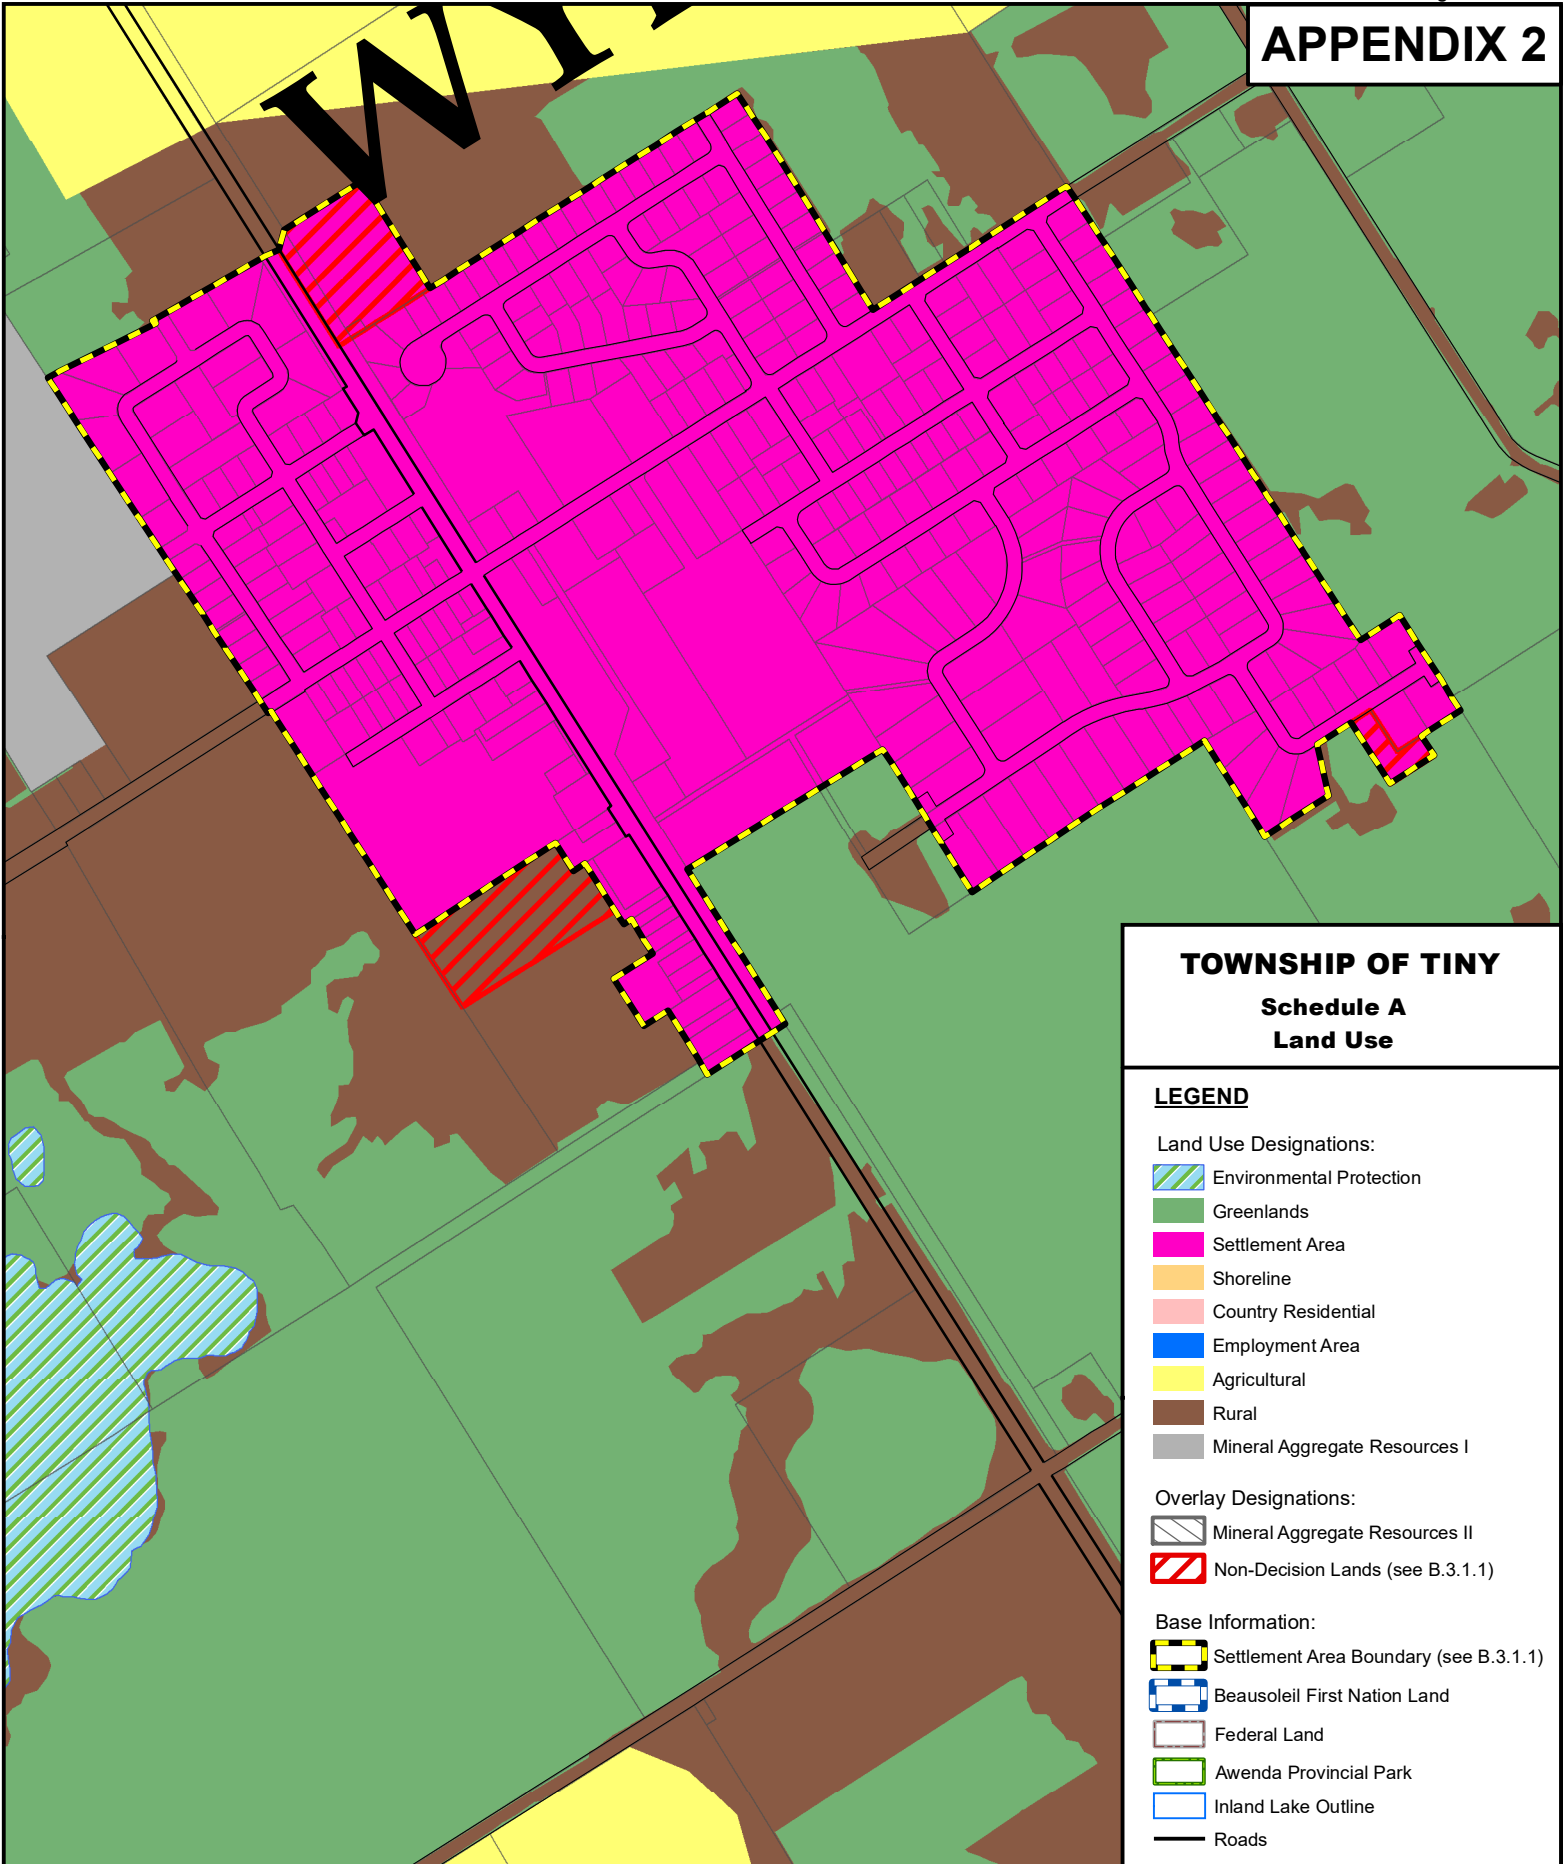 APPENDIX 2
TOWNSHIP OF TINY
Schedule A
Land Use
LEGEND
Land Use Designations:
Environmental Protection
Greenlands
Settlement Area
Shoreline
Country Residential
Employment Area
Agricultural
Rural
Mineral Aggregate Resources I
Overlay Designations:
Mineral Aggregate Resources II
Non-Decision Lands (see B.3.1.1)
Base Information:
Settlement Area Boundary (see B.3.1.1)
Beausoleil First Nation Land
Federal Land
Awenda Provincial Park
Inland Lake Outline
Roads